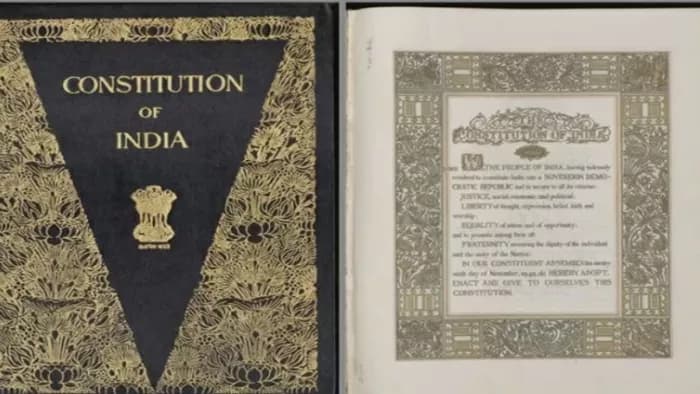 CONSTITUTION
OF
INDIA
सत्यमेव जयते
THE
CONSTITUTION OF INDIA
WE, THE PEOPLE OF INDIA, having solemnly
resolved to constitute India into a SOVEREIGN DEMO-
CRATIC REPUBLIC and to secure to all its citizens:
JUSTICE, social, economic and political;
LIBERTY of thought, expression, belief, faith and
worship;
EQUALITY of status and of opportunity;
and to promote among them all
FRATERNITY assuring the dignity of the individual
and the unity of the Nation;
IN OUR CONSTITUENT ASSEMBLY this twenty-
sixth day of November, 1949, do HEREBY ADOPT,
ENACT AND GIVE TO OURSELVES THIS
CONSTITUTION.